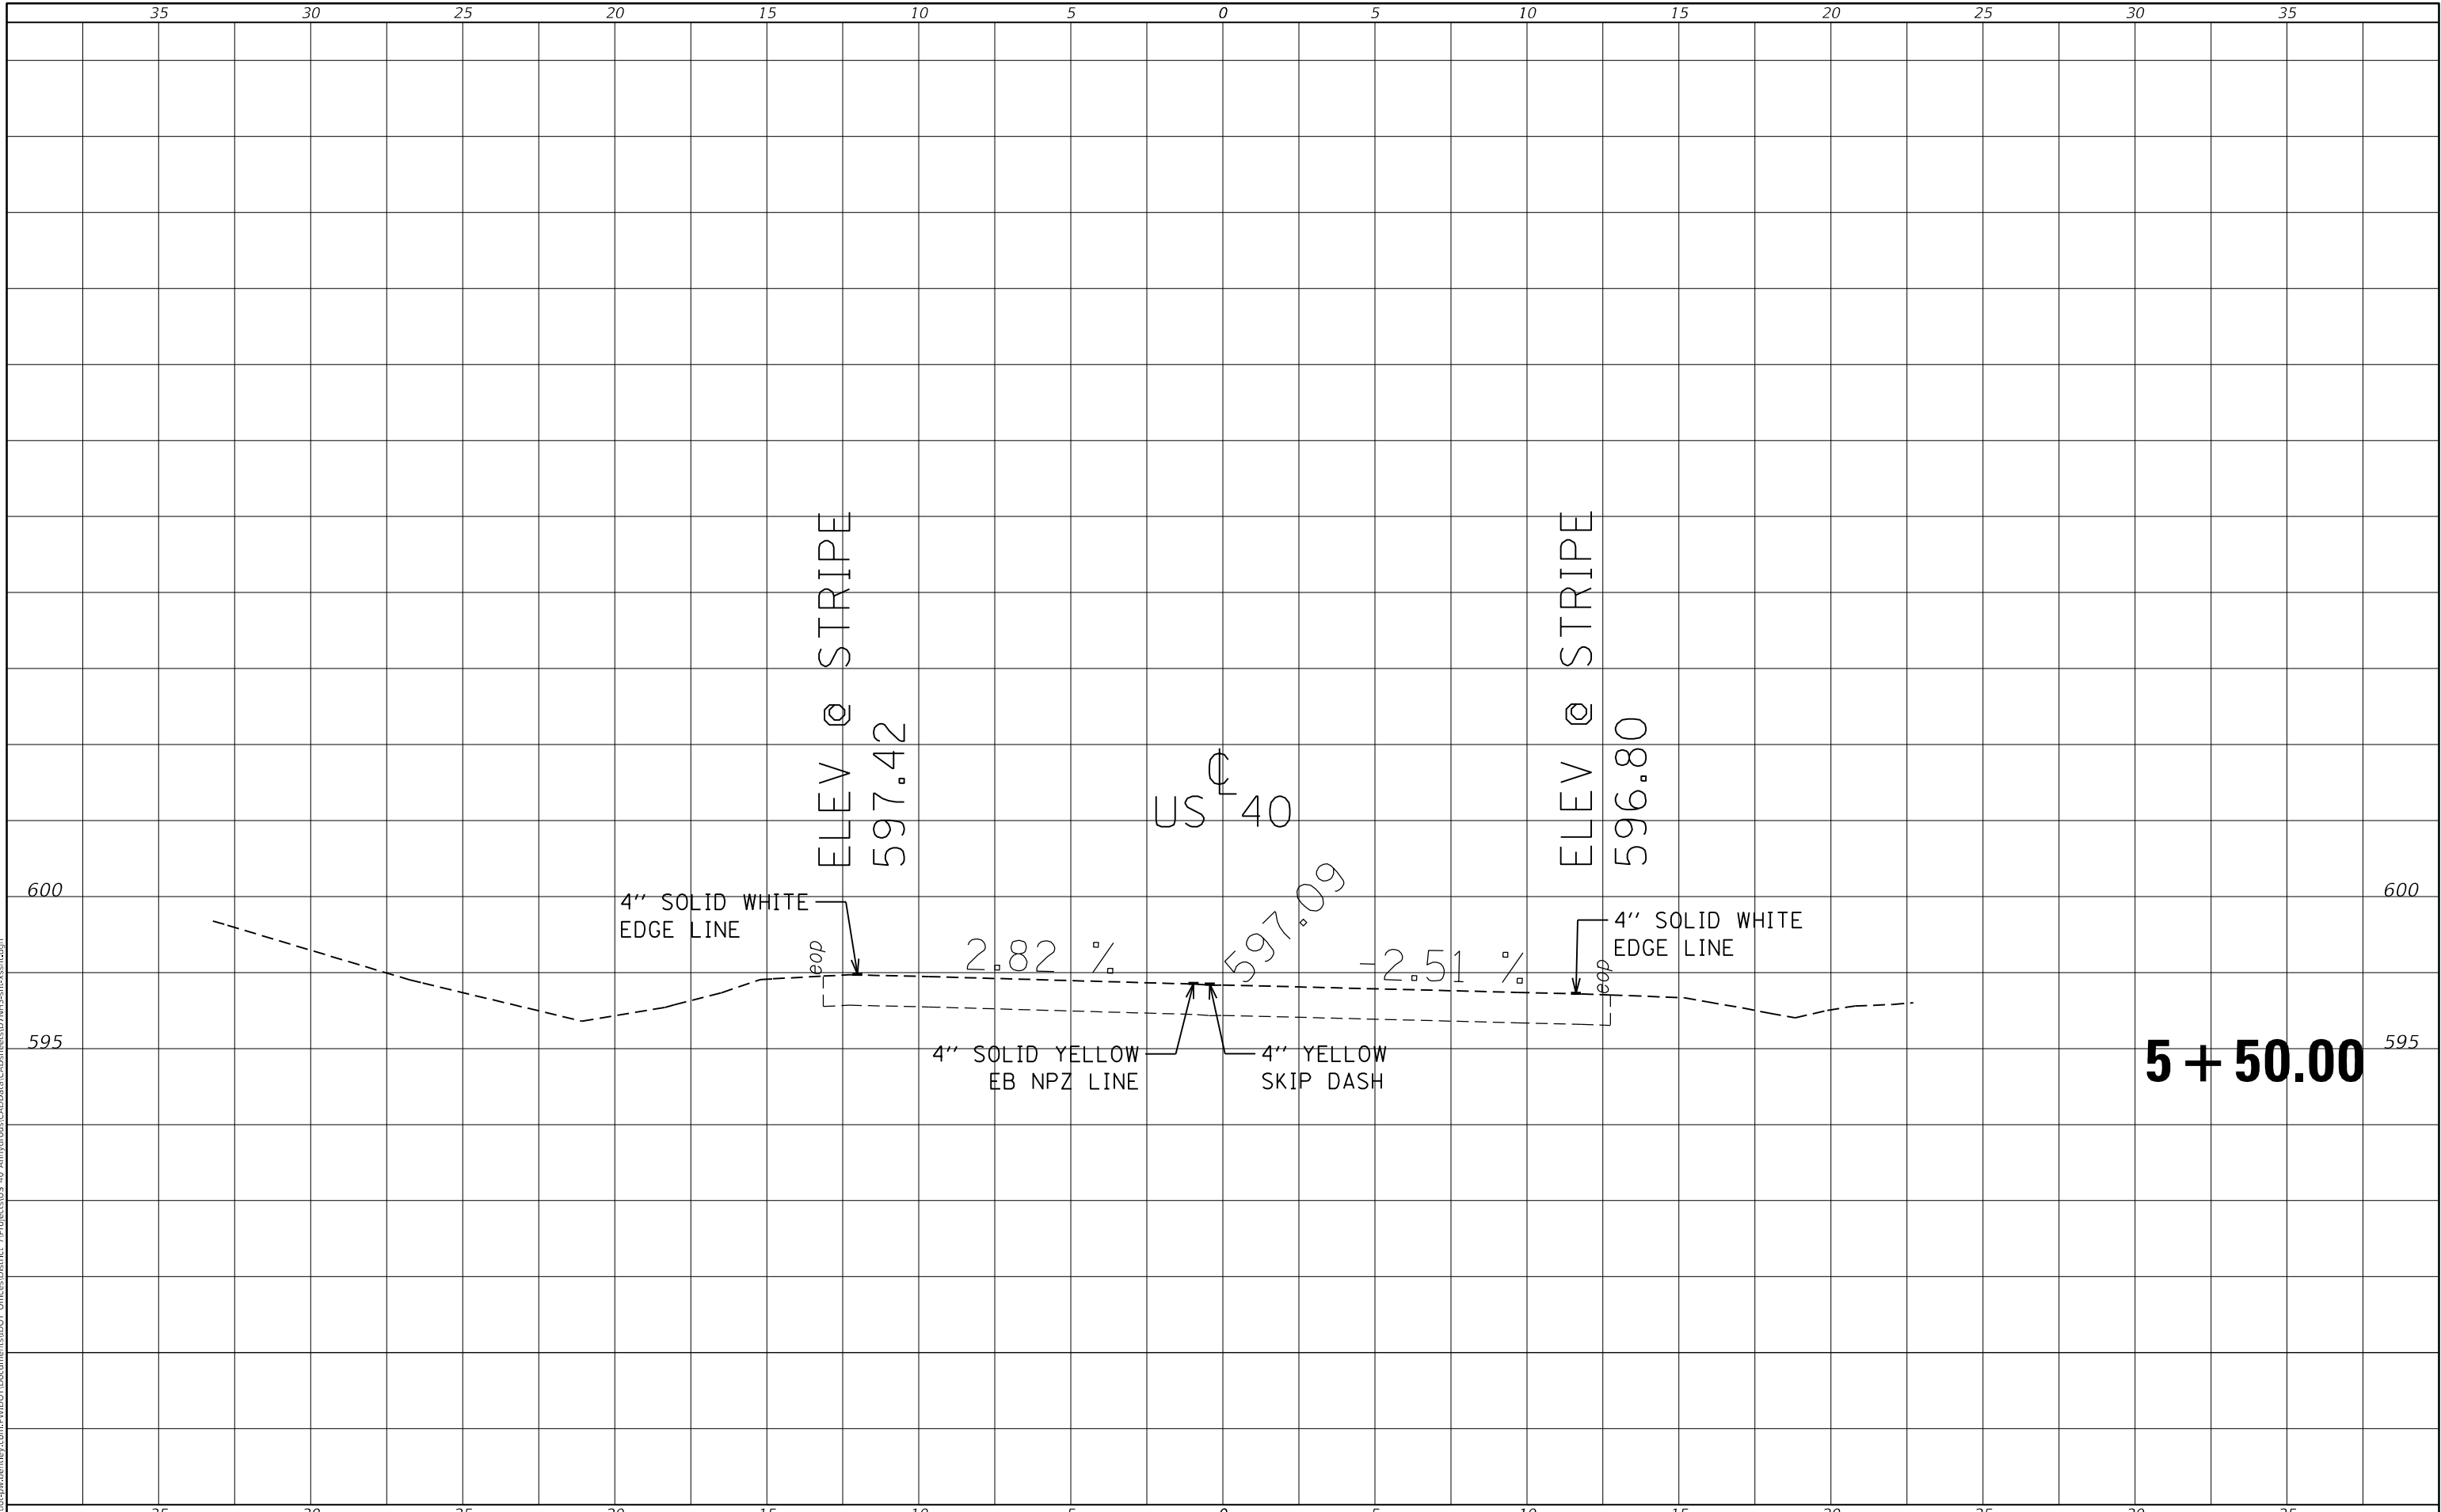 35 30 25 20 15 10 5 0 5 10 15 20 25 30 35
ELEV @ STRIPE
597.42
ELEV @ STRIPE
596.80
℄
US 40
600
600
4" SOLID WHITE
EDGE LINE
eop
2.82 %
597.09
-2.51 %
4" SOLID WHITE
EDGE LINE
eop
595
595
4" SOLID YELLOW
EB NPZ LINE
4" YELLOW
SKIP DASH
5+50.00